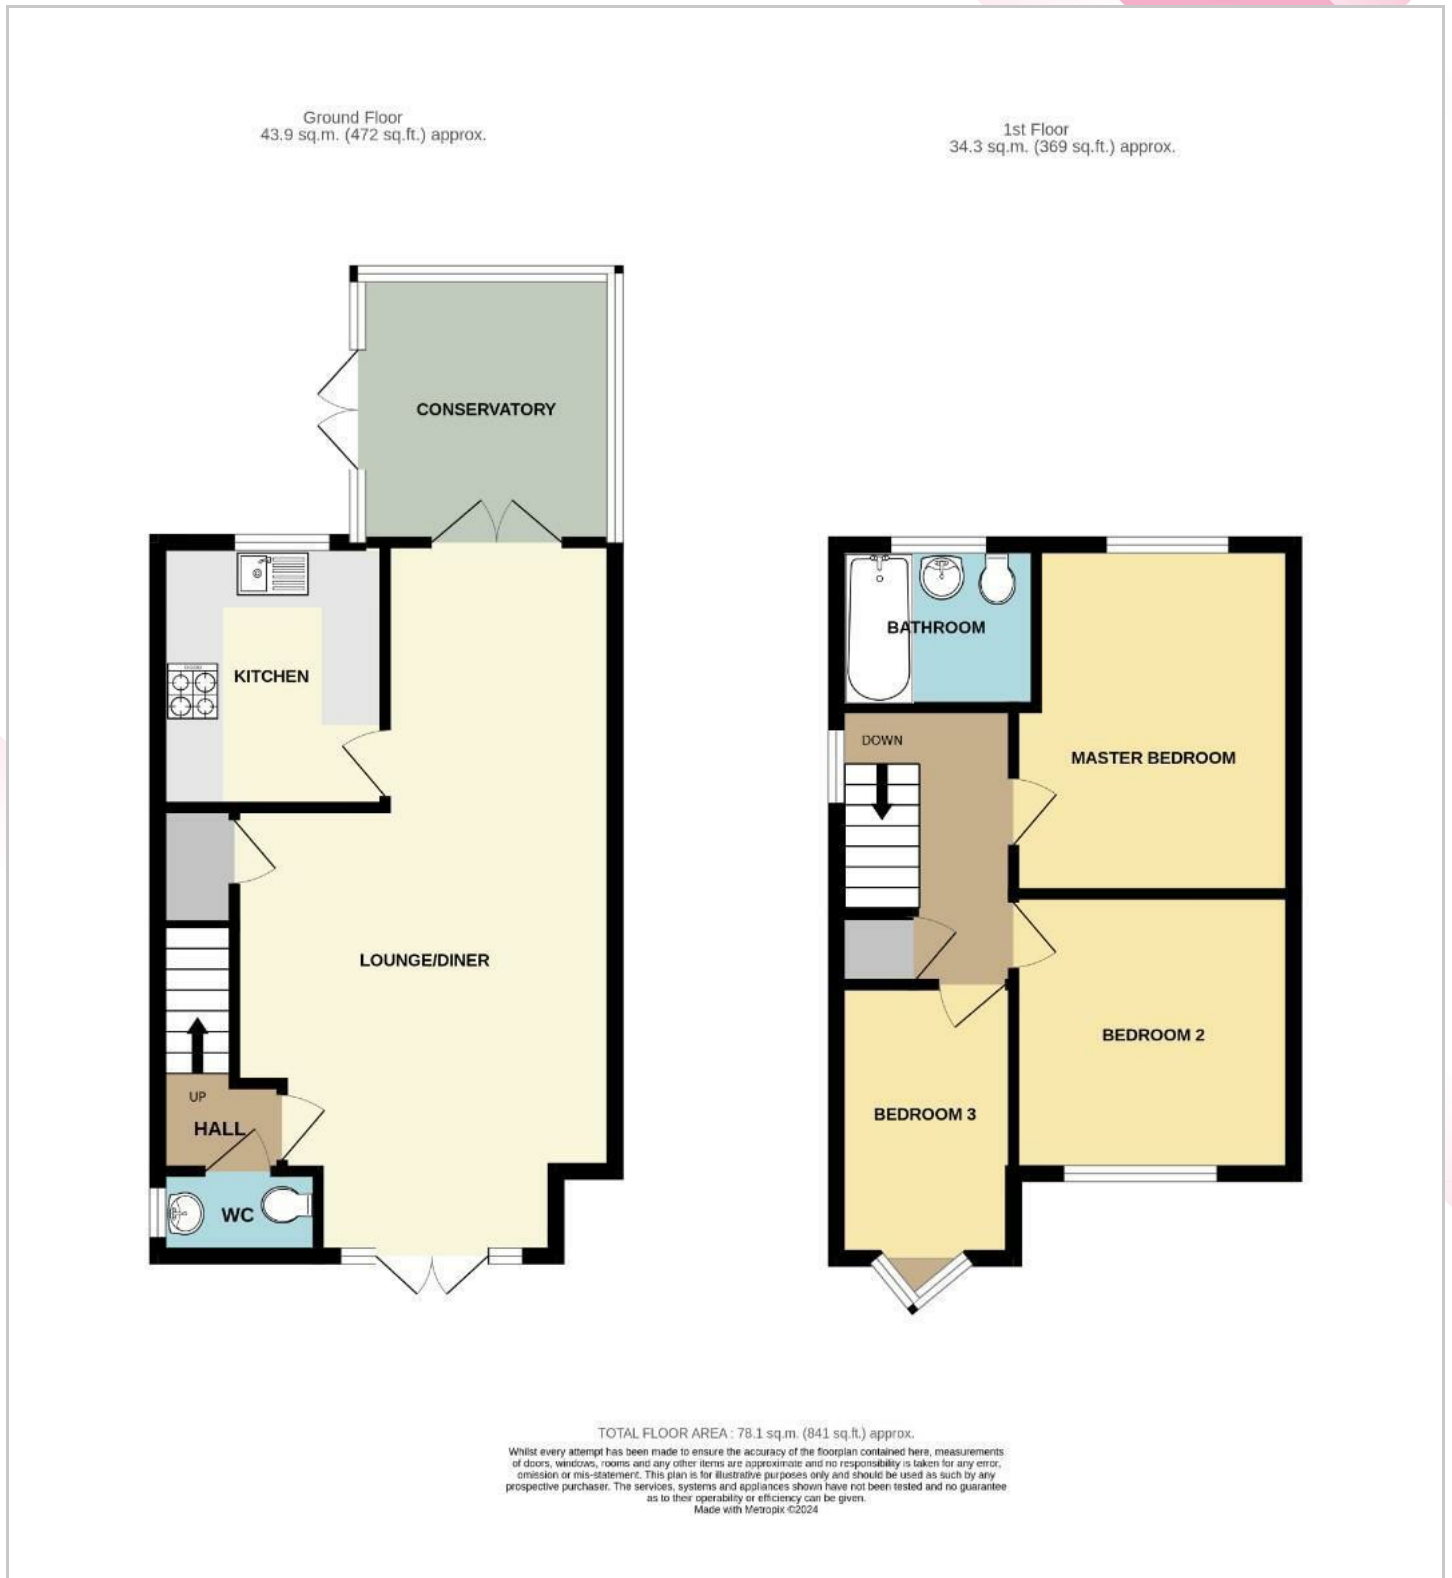 Ground Floor
43.9 sq.m. (472 sq.ft.) approx.
1st Floor
34.3 sq.m. (369 sq.ft.) approx.
CONSERVATORY
KITCHEN
LOUNGE/DINER
UP
HALL
WC
BATHROOM
DOWN
MASTER BEDROOM
BEDROOM 2
BEDROOM 3
TOTAL FLOOR AREA : 78.1 sq.m. (841 sq.ft.) approx.
Whilst every attempt has been made to ensure the accuracy of the floorplan contained here, measurements
of doors, windows, rooms and any other items are approximate and no responsibility is taken for any error,
omission or mis-statement. This plan is for illustrative purposes only and should be used as such by any
prospective purchaser. The services, systems and appliances shown have not been tested and no guarantee
as to their operability or efficiency can be given.
Made with Metropix ©2024